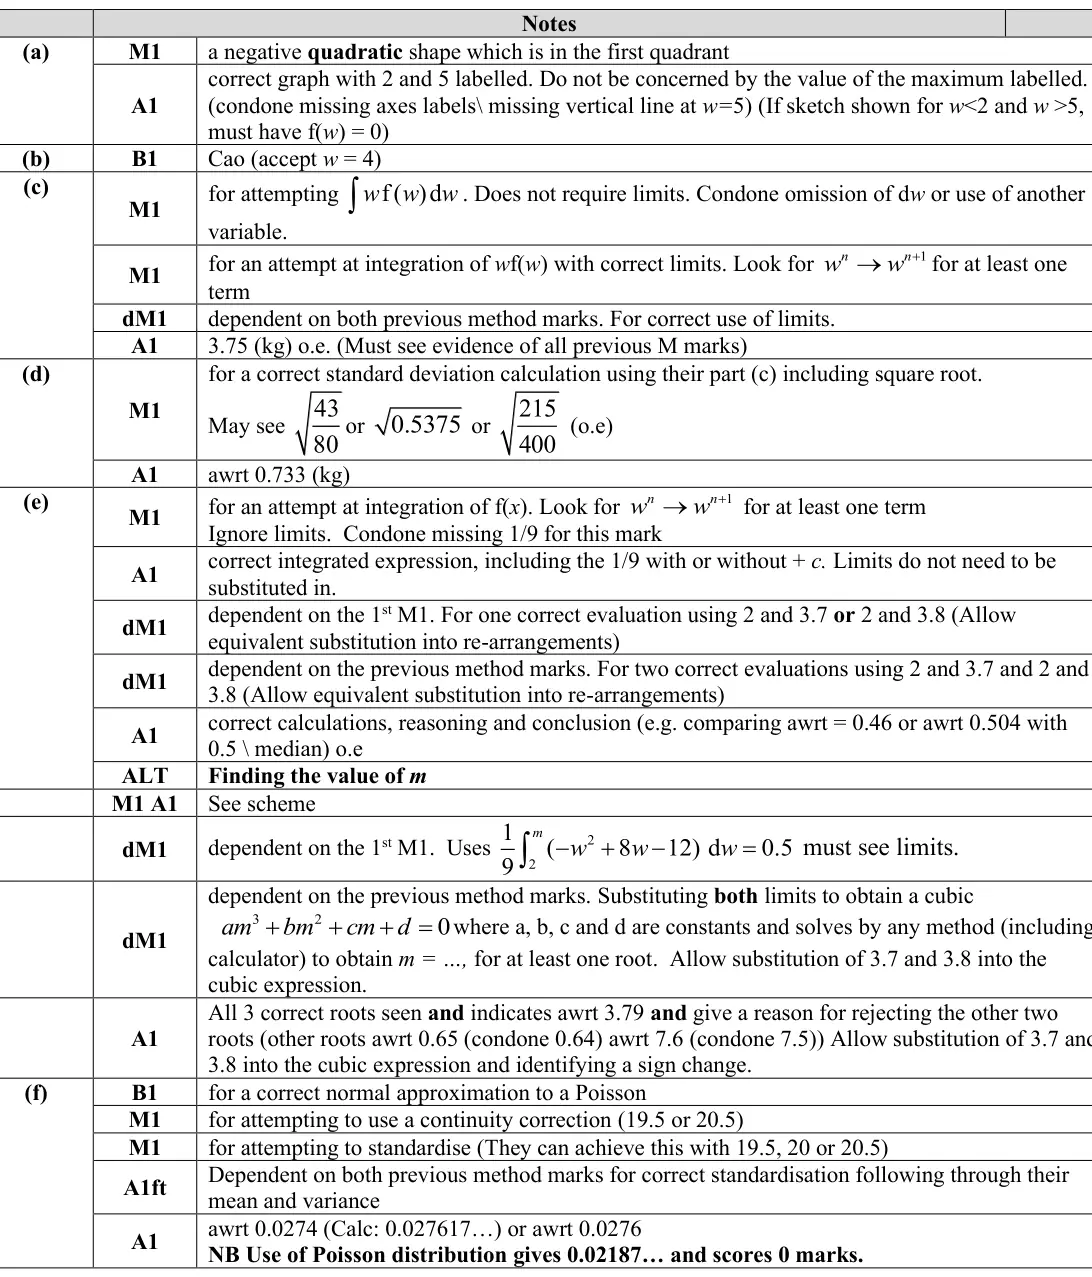 Notes
(a) M1 a negative quadratic shape which is in the first quadrant
A1 correct graph with 2 and 5 labelled. Do not be concerned by the value of the maximum labelled.
(condone missing axes labels\ missing vertical line at w=5) (If sketch shown for w<2 and w >5,
must have f(w) = 0)
(b) B1 Cao (accept w = 4)
(c) M1 for attempting ∫ w f(w) dw . Does not require limits. Condone omission of dw or use of another
variable.
M1 for an attempt at integration of wf(w) with correct limits. Look for wⁿ → wⁿ⁺¹ for at least one
term
dM1 dependent on both previous method marks. For correct use of limits.
A1 3.75 (kg) o.e. (Must see evidence of all previous M marks)
(d) M1 for a correct standard deviation calculation using their part (c) including square root.
May see √(43/80) or √0.5375 or √(215/400) (o.e)
A1 awrt 0.733 (kg)
(e) M1 for an attempt at integration of f(x). Look for wⁿ → wⁿ⁺¹ for at least one term
Ignore limits. Condone missing 1/9 for this mark
A1 correct integrated expression, including the 1/9 with or without + c. Limits do not need to be
substituted in.
dM1 dependent on the 1st M1. For one correct evaluation using 2 and 3.7 or 2 and 3.8 (Allow
equivalent substitution into re-arrangements)
dM1 dependent on the previous method marks. For two correct evaluations using 2 and 3.7 and 2 and
3.8 (Allow equivalent substitution into re-arrangements)
A1 correct calculations, reasoning and conclusion (e.g. comparing awrt = 0.46 or awrt 0.504 with
0.5 \ median) o.e
ALT Finding the value of m
M1 A1 See scheme
dM1 dependent on the 1st M1. Uses 1/9 ∫₂ᵐ (−w² + 8w − 12) dw = 0.5 must see limits.
dM1 dependent on the previous method marks. Substituting both limits to obtain a cubic
am³ + bm² + cm + d = 0 where a, b, c and d are constants and solves by any method (including
calculator) to obtain m = ..., for at least one root. Allow substitution of 3.7 and 3.8 into the
cubic expression.
A1 All 3 correct roots seen and indicates awrt 3.79 and give a reason for rejecting the other two
roots (other roots awrt 0.65 (condone 0.64) awrt 7.6 (condone 7.5)) Allow substitution of 3.7 and
3.8 into the cubic expression and identifying a sign change.
(f) B1 for a correct normal approximation to a Poisson
M1 for attempting to use a continuity correction (19.5 or 20.5)
M1 for attempting to standardise (They can achieve this with 19.5, 20 or 20.5)
A1ft Dependent on both previous method marks for correct standardisation following through their
mean and variance
A1 awrt 0.0274 (Calc: 0.027617…) or awrt 0.0276
NB Use of Poisson distribution gives 0.02187… and scores 0 marks.